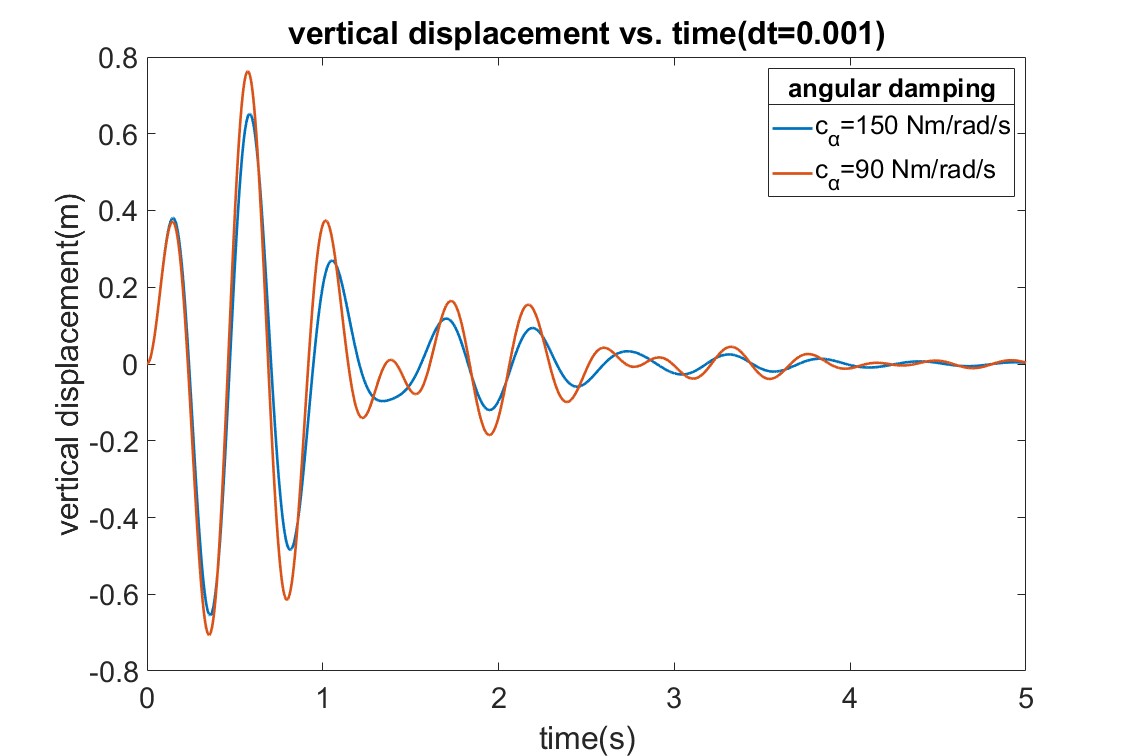 vertical displacement vs. time(dt=0.001)
angular damping
cα=150 Nm/rad/s
cα=90 Nm/rad/s
vertical displacement(m)
0.8
0.6
0.4
0.2
0
-0.2
-0.4
-0.6
-0.8
0 1 2 3 4 5
time(s)